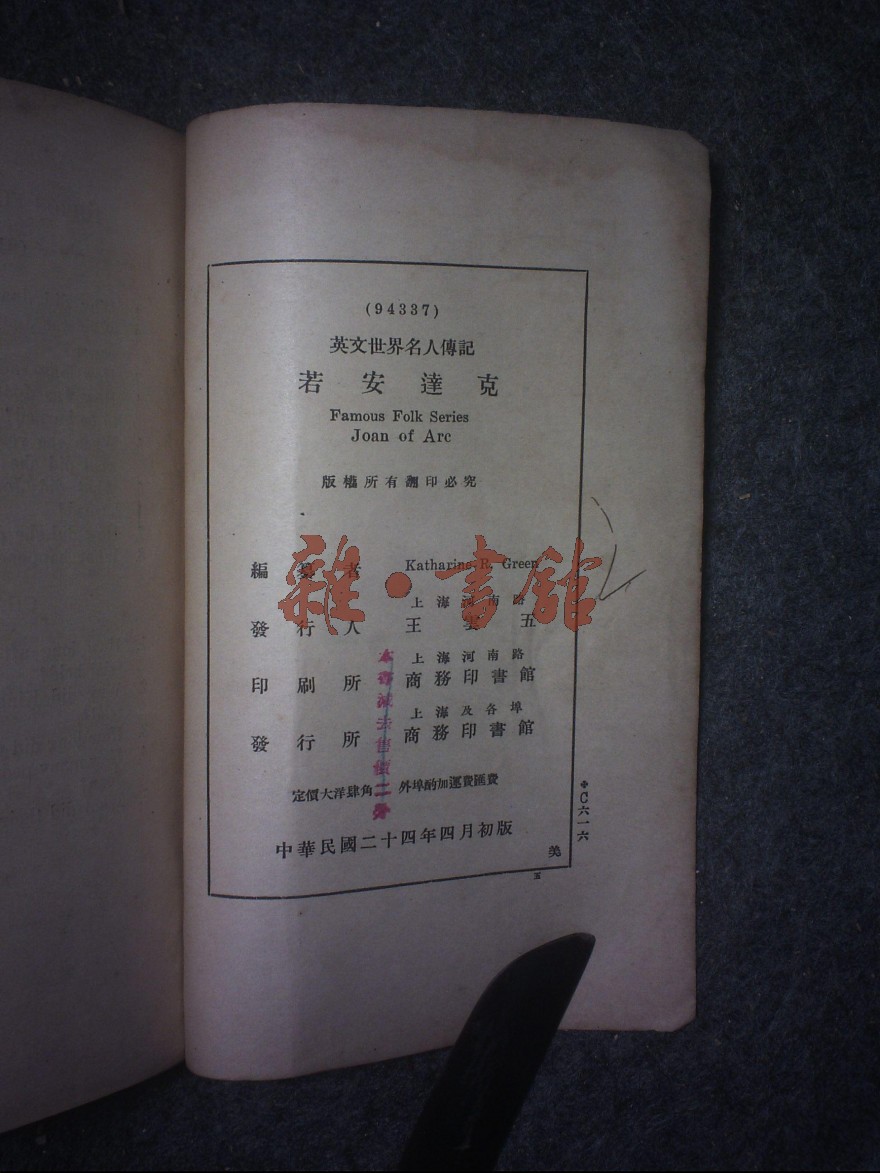 (94337)
英文世界名人傳記
若安達克
Famous Folk Series
Joan of Arc
版權所有翻印必究
編纂者 Katharine R. Green
上海河南路
發行人 王雲五
上海河南路
印刷所 商務印書館
上海及各埠
發行所 商務印書館
定價大洋肆角 外埠酌加運費匯費
中華民國二十四年四月初版
五
C六一六
雜·書館